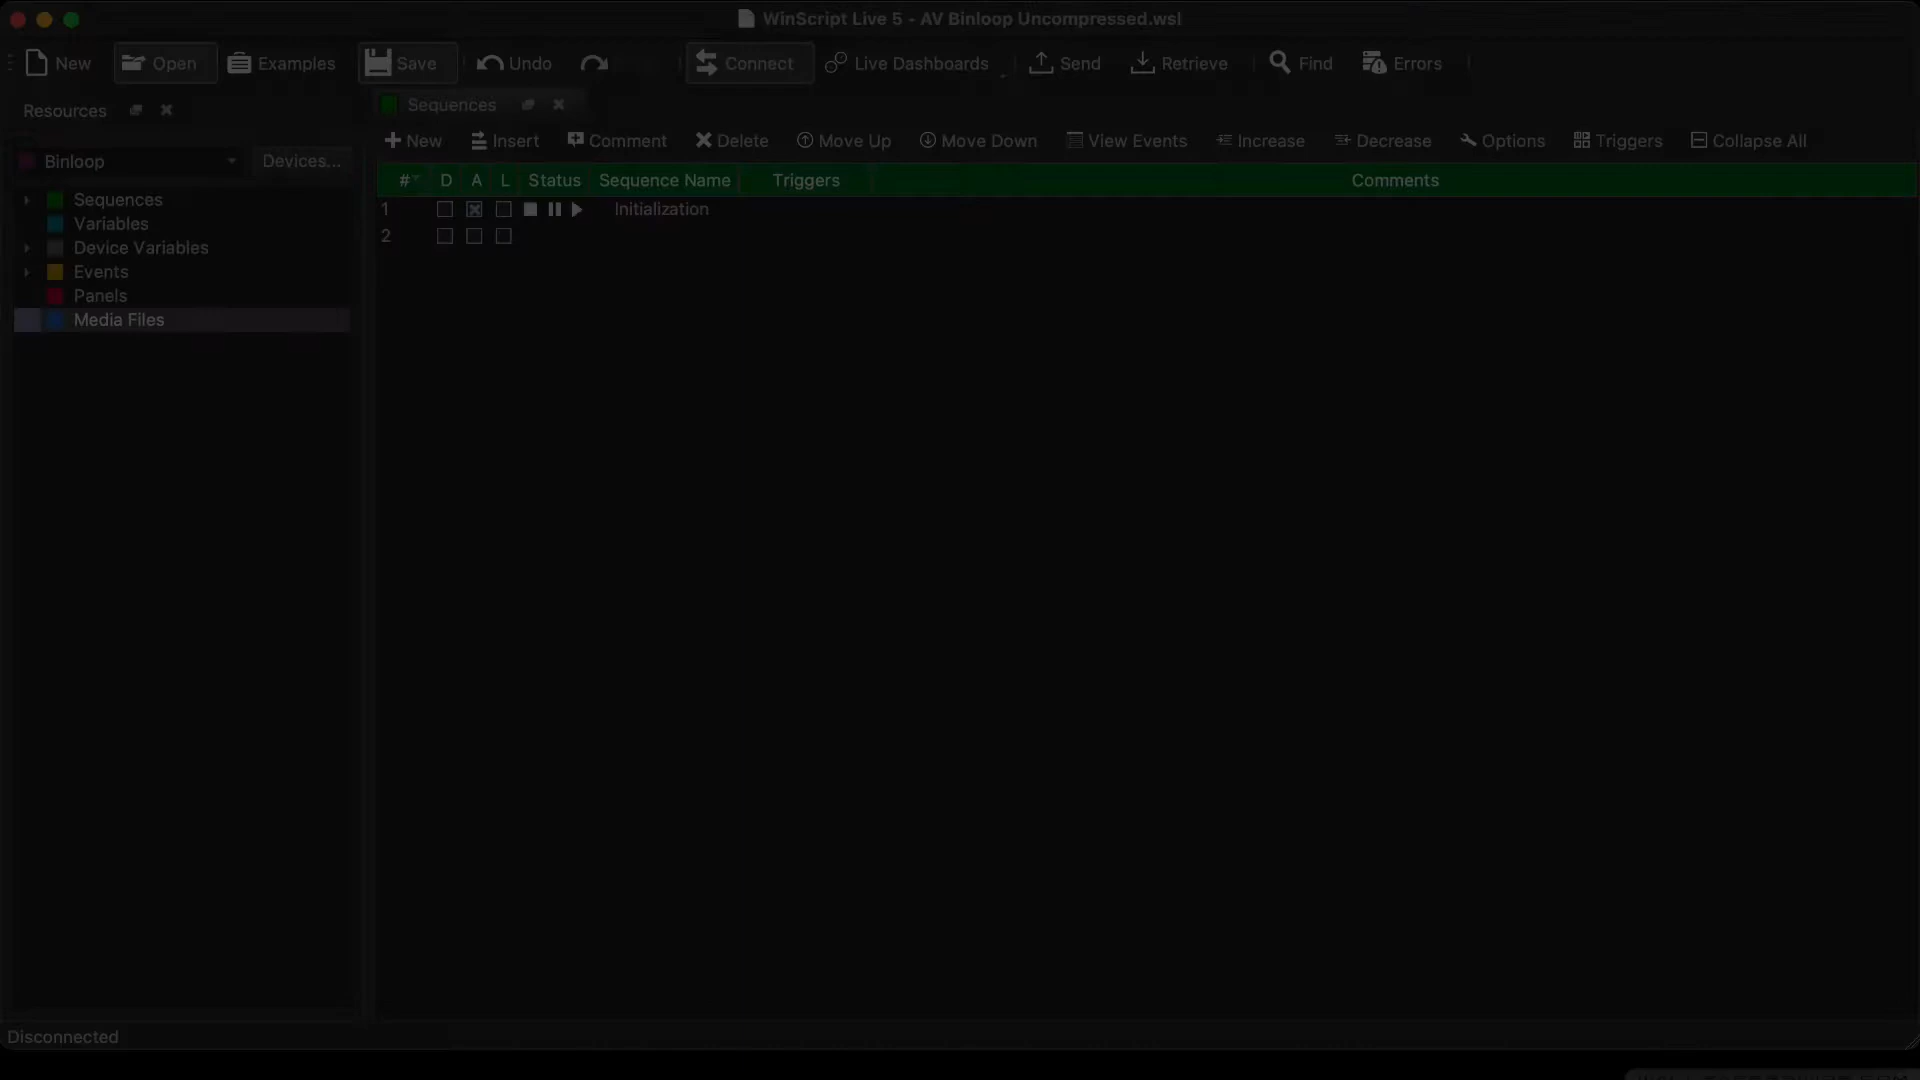 WinScript Live 5 - AV Binloop Uncompressed.wsl
New Open Examples Save Undo Connect Live Dashboards Send Retrieve Find Errors
Resources
Sequences
New Insert Comment Delete Move Up Move Down View Events Increase Decrease Options Triggers Collapse All
Binloop Devices...
# D A L Status Sequence Name Triggers Comments
Sequences
1 Initialization
Variables
2
Device Variables
Events
Panels
Media Files
Disconnected